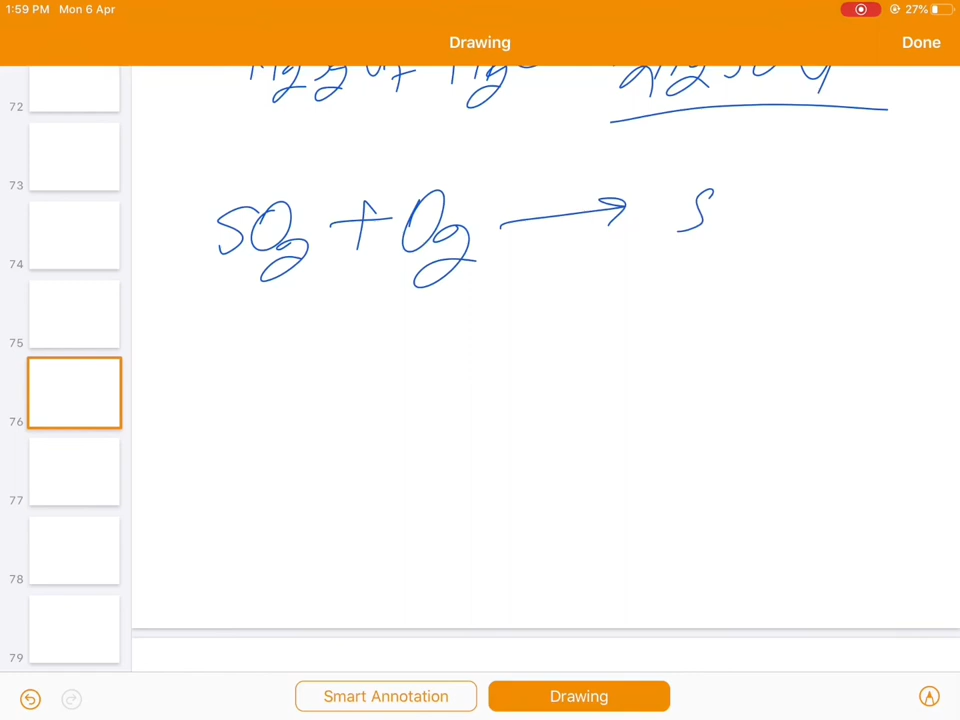 1:59 PM Mon 6 Apr 27%
Drawing Done
72
SO2 + O2 → S
73
74
75
76
77
78
79
Smart Annotation Drawing